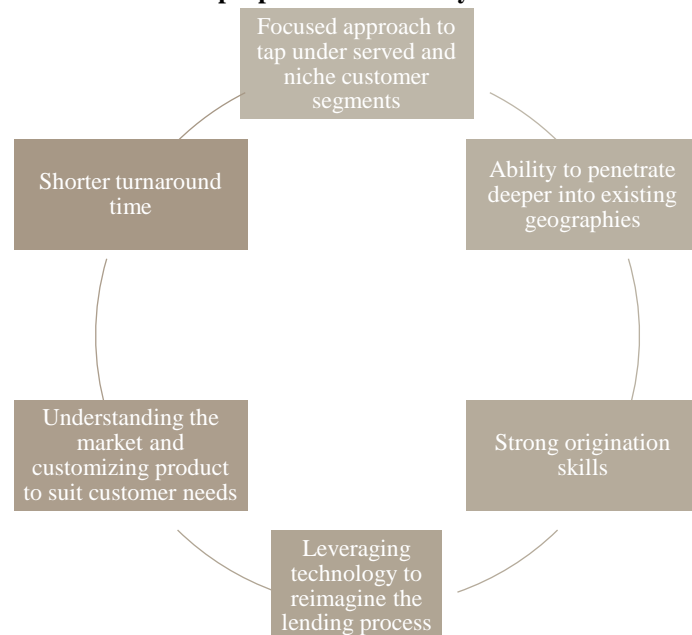 Focused approach to
tap under served and
niche customer
segments
Ability to penetrate
deeper into existing
geographies
Strong origination
skills
Leveraging
technology to
reimagine the
lending process
Understanding the
market and
customizing product
to suit customer needs
Shorter turnaround
time